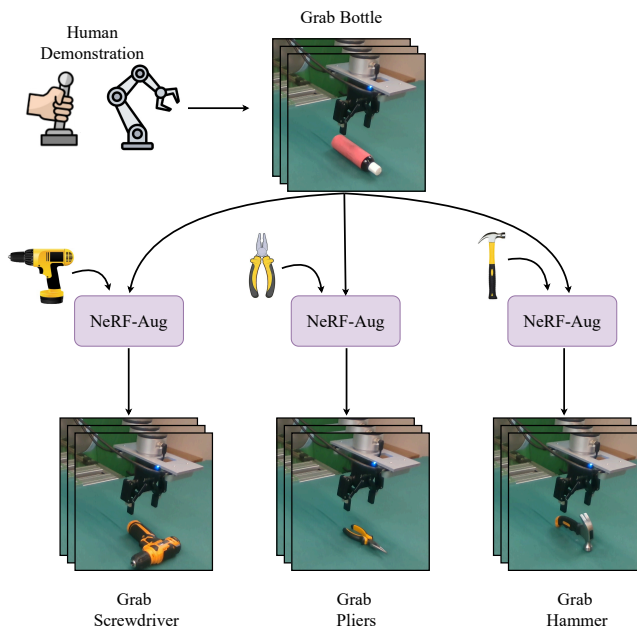 Grab Bottle
Human
Demonstration
NeRF-Aug
NeRF-Aug
NeRF-Aug
Grab
Screwdriver
Grab
Pliers
Grab
Hammer